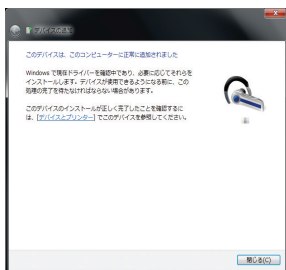 デバイスの追加
このデバイスは、このコンピューターに正常に追加されました
Windows で現在ドライバーを確認中であり、必要に応じてそれらを
インストールします。デバイスが使用できるようになる前に、この
処理の完了を待たなければならない場合があります。
このデバイスのインストールが正しく完了したことを確認するに
は、[デバイスとプリンター] でこのデバイスを参照してください。
閉じる(C)